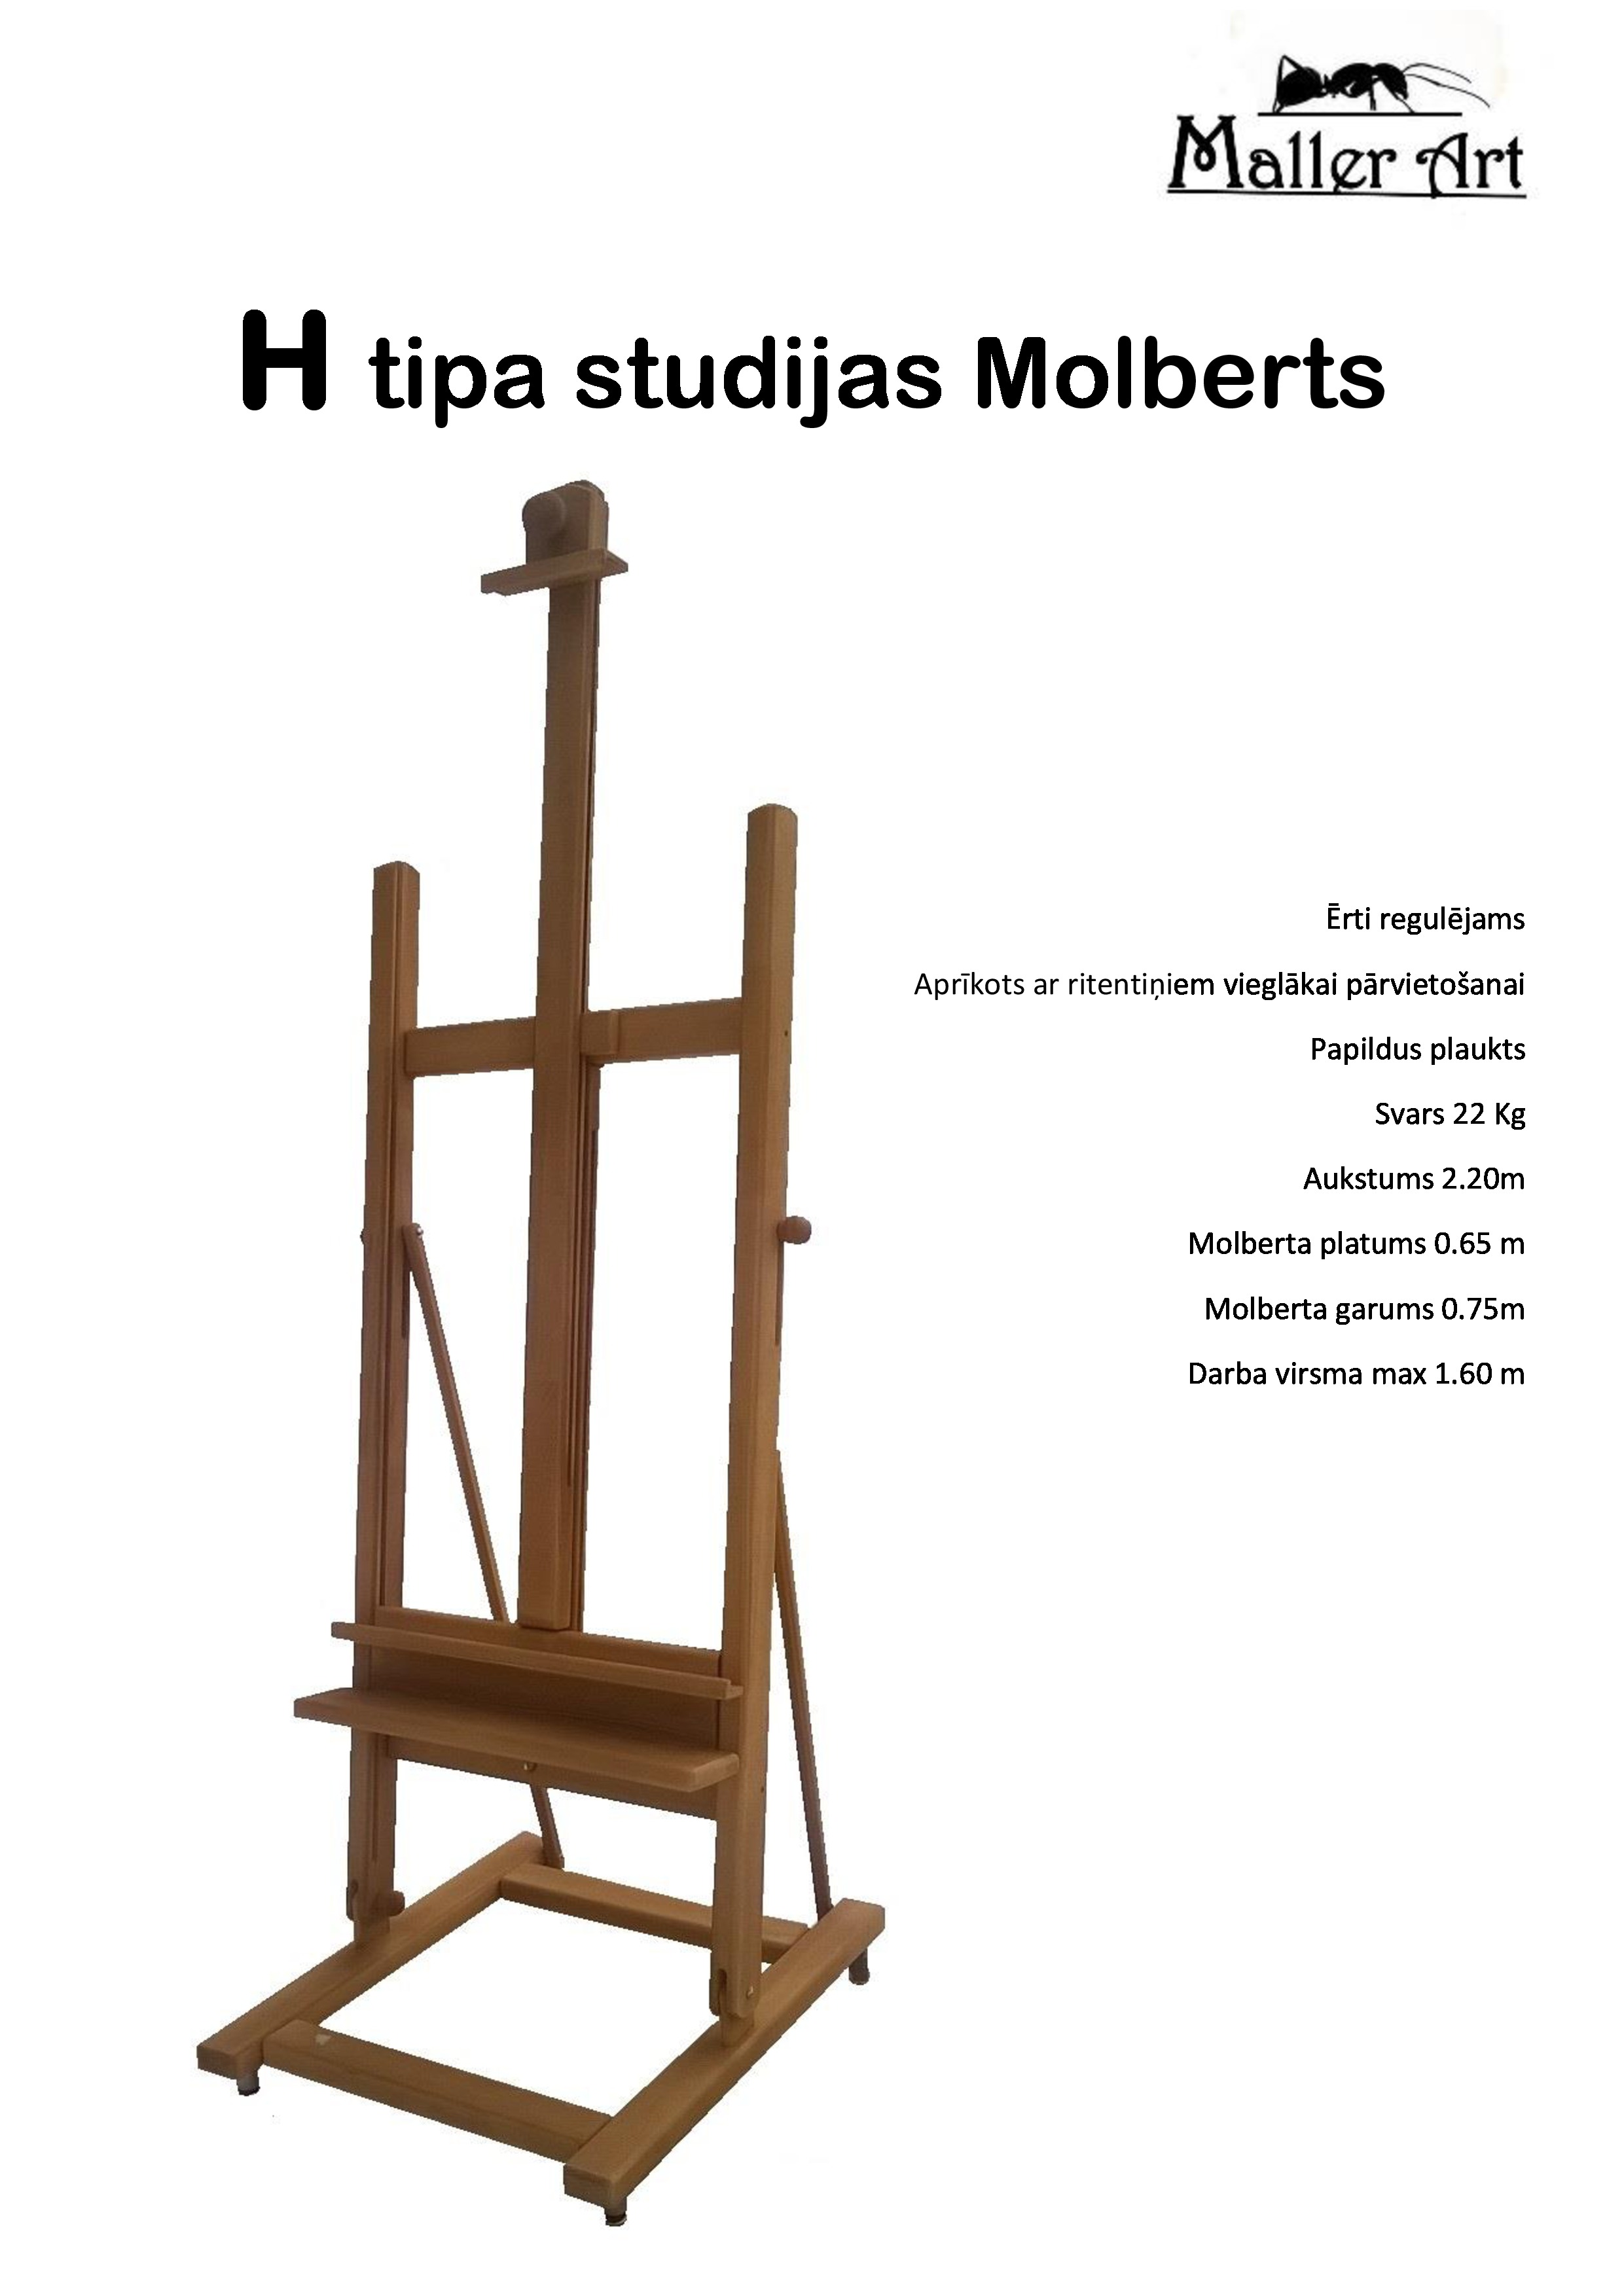 Maller Art
H tipa studijas Molberts
Ērti regulējams
Aprīkots ar ritentiņiem vieglākai pārvietošanai
Papildus plaukts
Svars 22 Kg
Aukstums 2.20m
Molberta platums 0.65 m
Molberta garums 0.75m
Darba virsma max 1.60 m